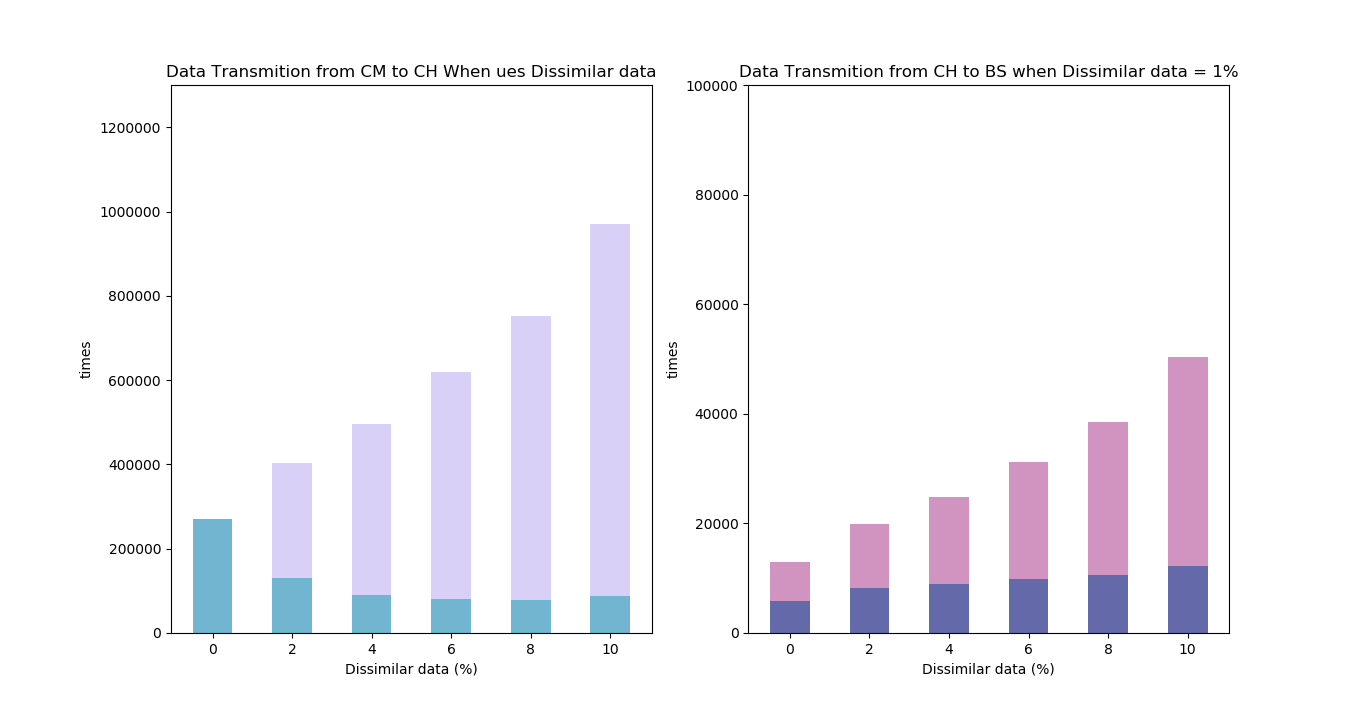 Data Transmition from CM to CH When ues Dissimilar data
1200000
1000000
800000
600000
400000
200000
0
times
0 2 4 6 8 10
Dissimilar data (%)
Data Transmition from CH to BS when Dissimilar data = 1%
100000
80000
60000
40000
20000
0
times
0 2 4 6 8 10
Dissimilar data (%)